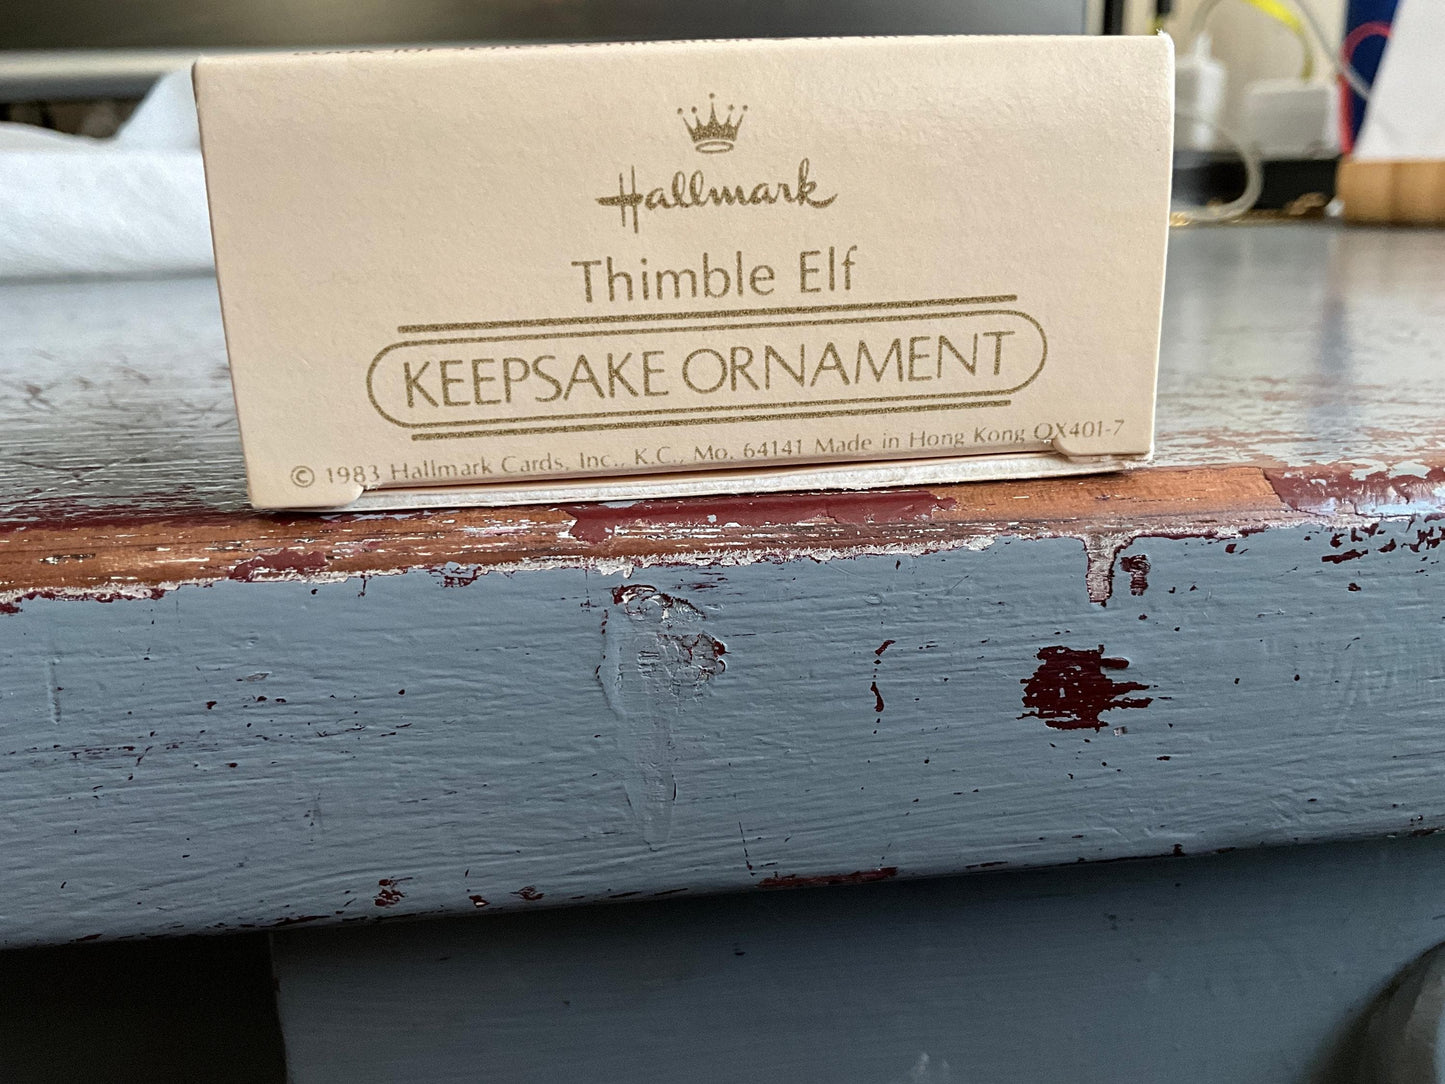 Hallmark
Thimble Elf
KEEPSAKE ORNAMENT
© 1983 Hallmark Cards, Inc., K.C., Mo. 64141 Made in Hong Kong QX401-7